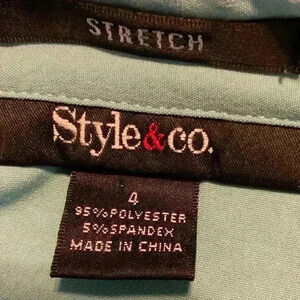 STRETCH
Style&co.
4
95%POLYESTER
5%SPANDEX
MADE IN CHINA